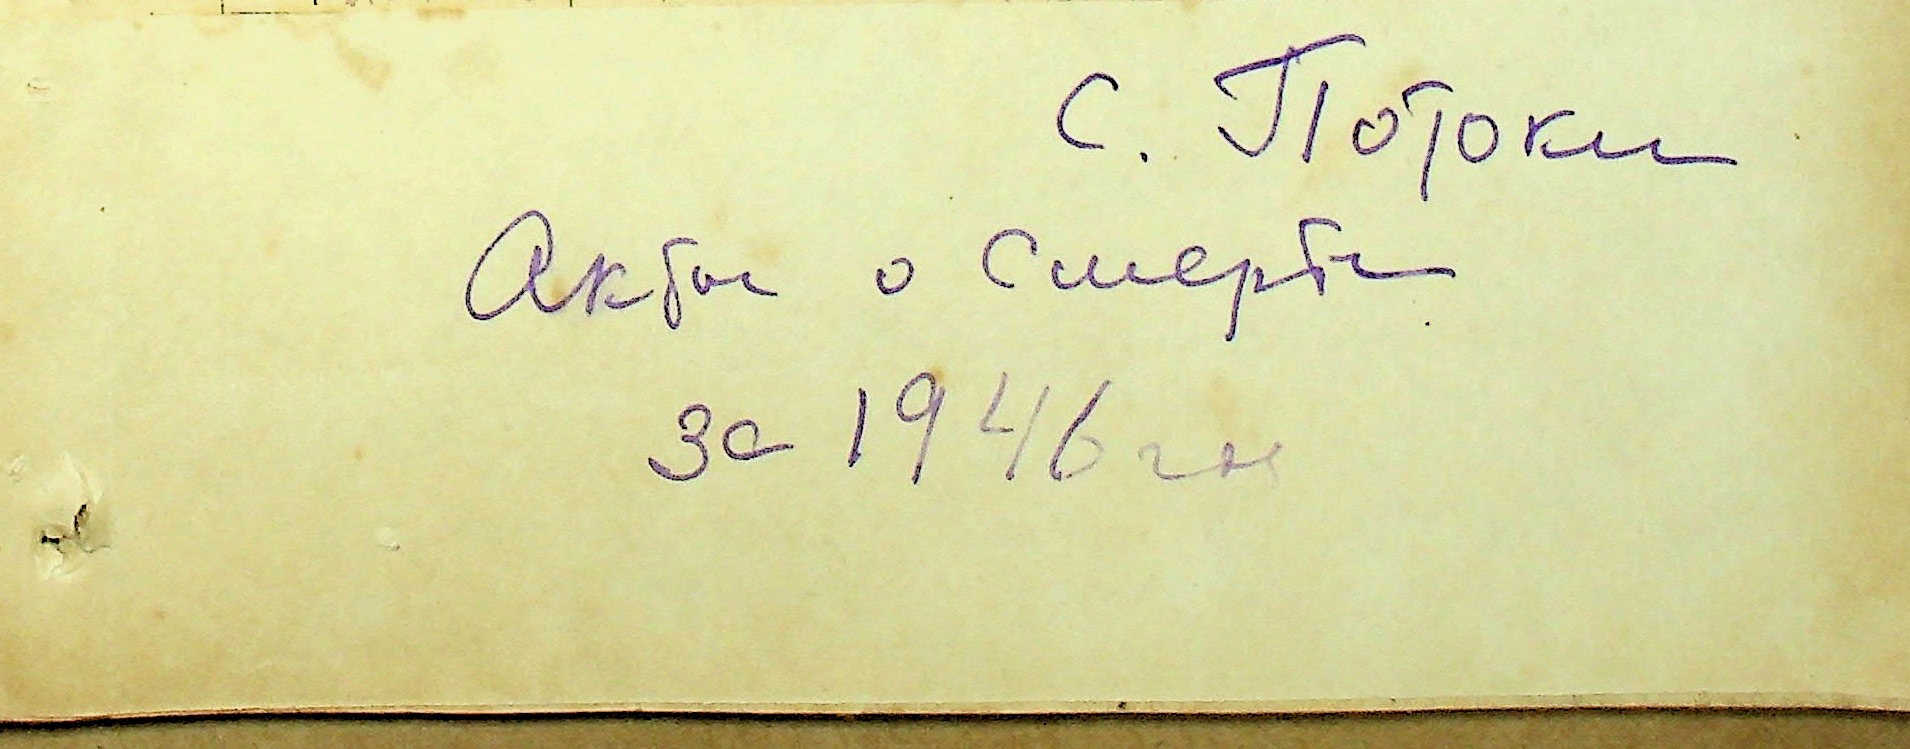 с. Потоки
Акты о смерти
за 1946 г.